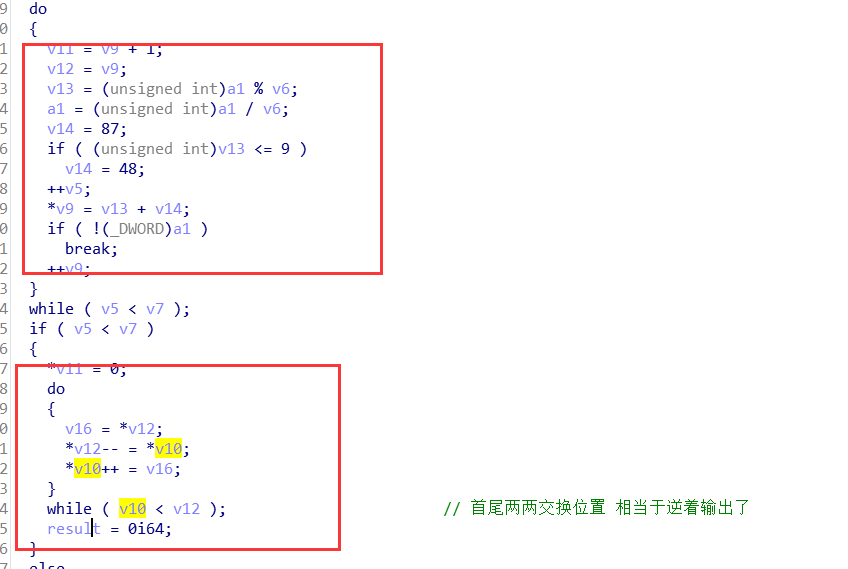 9 do
0 {
1 v11 = v9 + 1;
2 v12 = v9;
3 v13 = (unsigned int)a1 % v6;
4 a1 = (unsigned int)a1 / v6;
5 v14 = 87;
6 if ( (unsigned int)v13 <= 9 )
7 v14 = 48;
8 ++v5;
9 *v9 = v13 + v14;
0 if ( !(_DWORD)a1 )
1 break;
2 ++v9;
3 }
4 while ( v5 < v7 );
5 if ( v5 < v7 )
6 {
7 *v11 = 0;
8 do
9 {
0 v16 = *v12;
1 *v12-- = *v10;
2 *v10++ = v16;
3 }
4 while ( v10 < v12 ); // 首尾两两交换位置 相当于逆着输出了
5 result = 0i64;
6 }
7 else